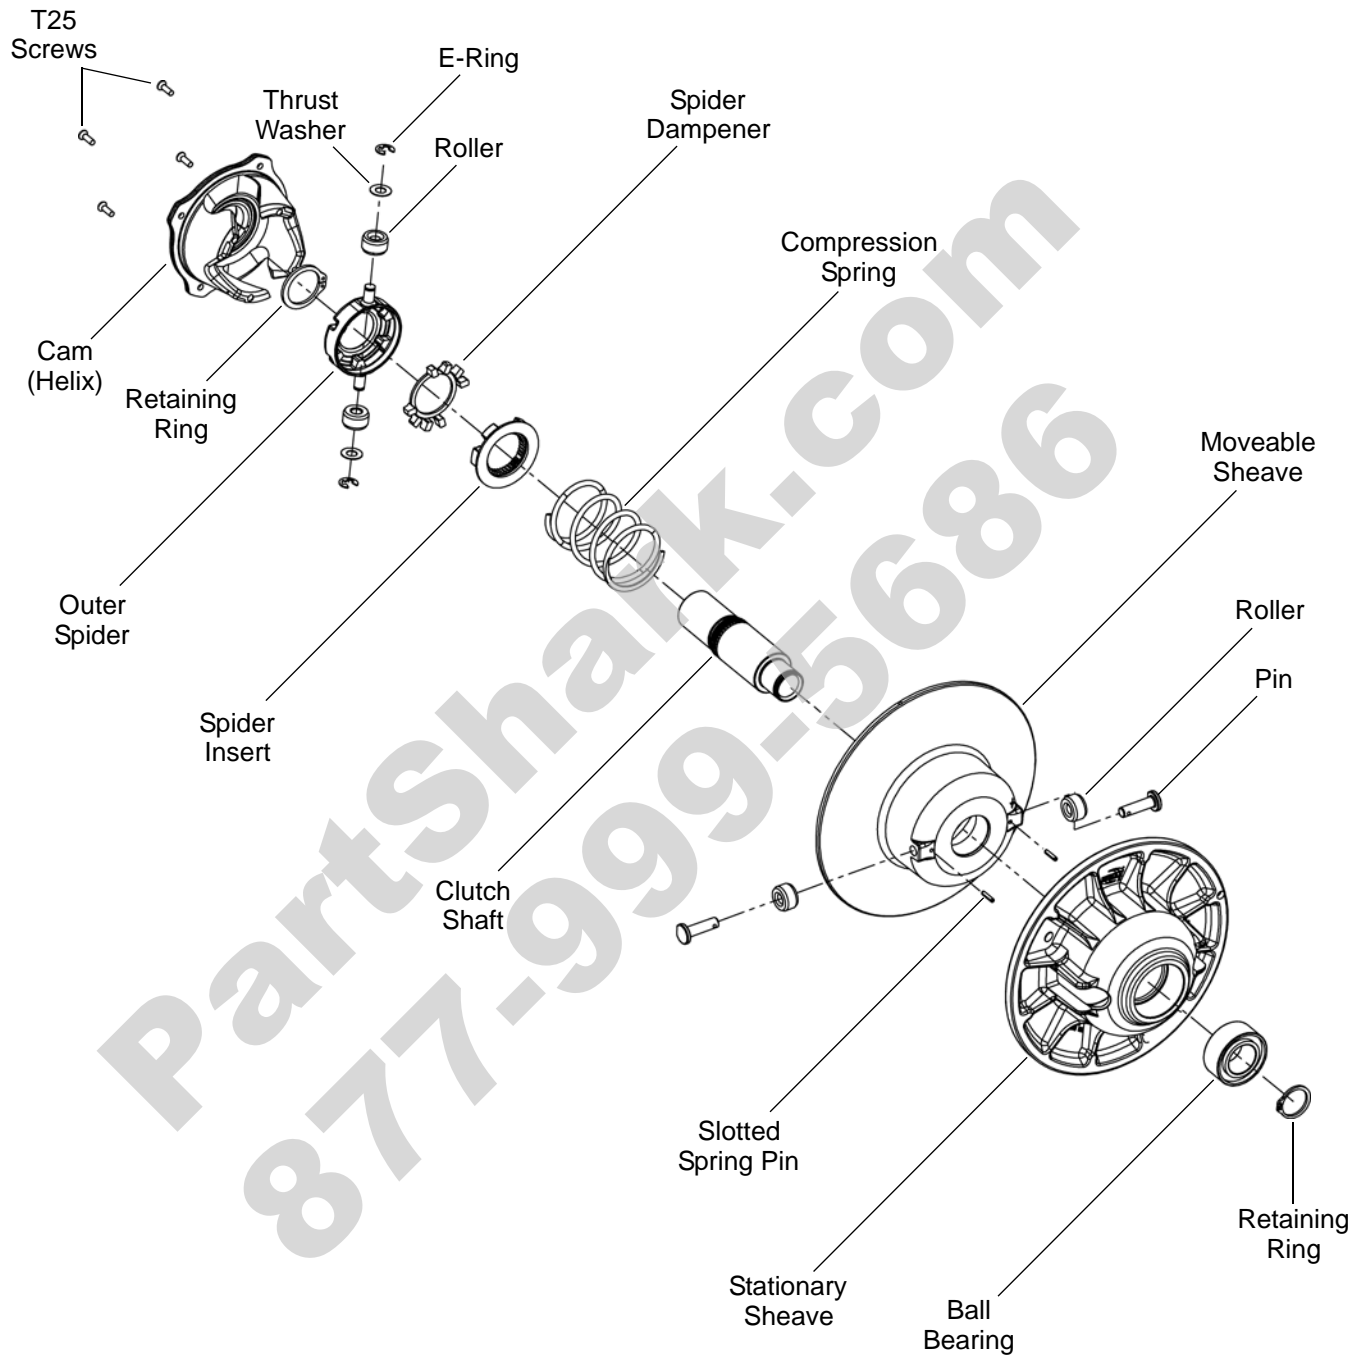 T25
Screws
E-Ring
Thrust
Washer
Roller
Spider
Dampener
Compression
Spring
Cam
(Helix)
Retaining
Ring
Moveable
Sheave
Outer
Spider
Roller
Pin
Spider
Insert
Clutch
Shaft
Slotted
Spring Pin
Retaining
Ring
Stationary
Sheave
Ball
Bearing
PartShark.com
877-999-5686